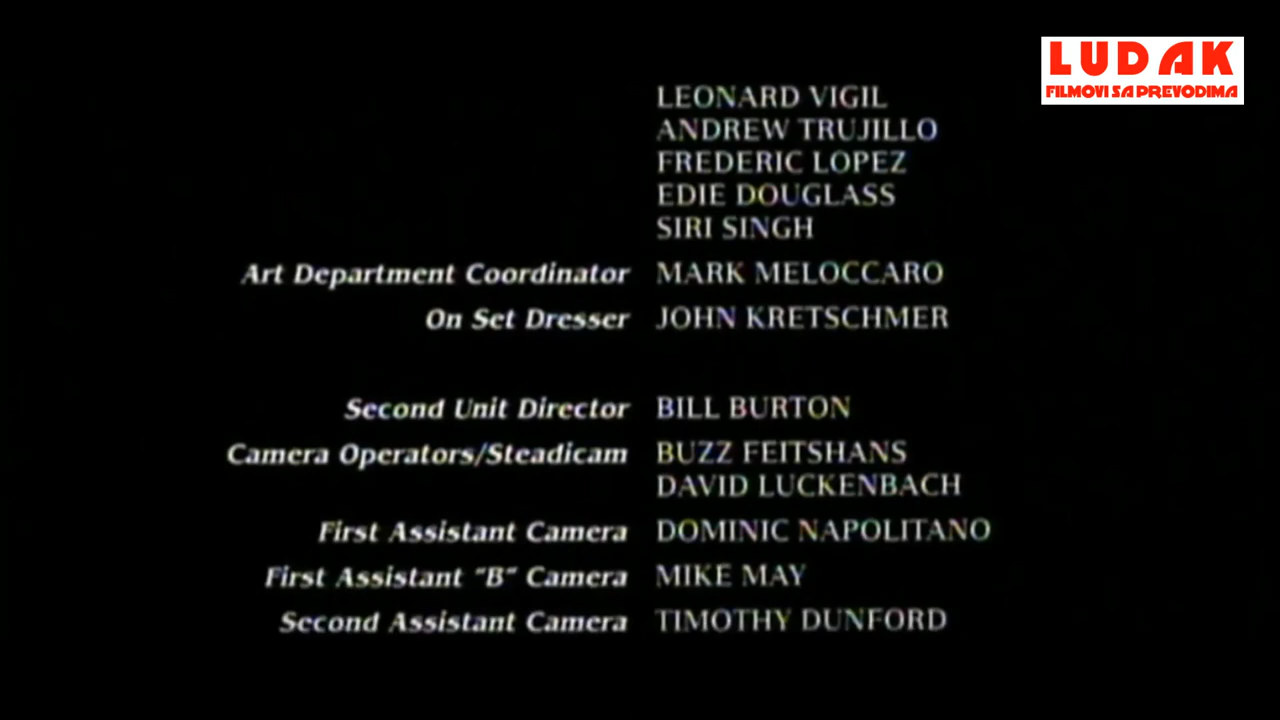 LUDAK
FILMOVI SA PREVODIMA
LEONARD VIGIL
ANDREW TRUJILLO
FREDERIC LOPEZ
EDIE DOUGLASS
SIRI SINGH
Art Department Coordinator MARK MELOCCARO
On Set Dresser JOHN KRETSCHMER
Second Unit Director BILL BURTON
Camera Operators/Steadicam BUZZ FEITSHANS
DAVID LUCKENBACH
First Assistant Camera DOMINIC NAPOLITANO
First Assistant "B" Camera MIKE MAY
Second Assistant Camera TIMOTHY DUNFORD